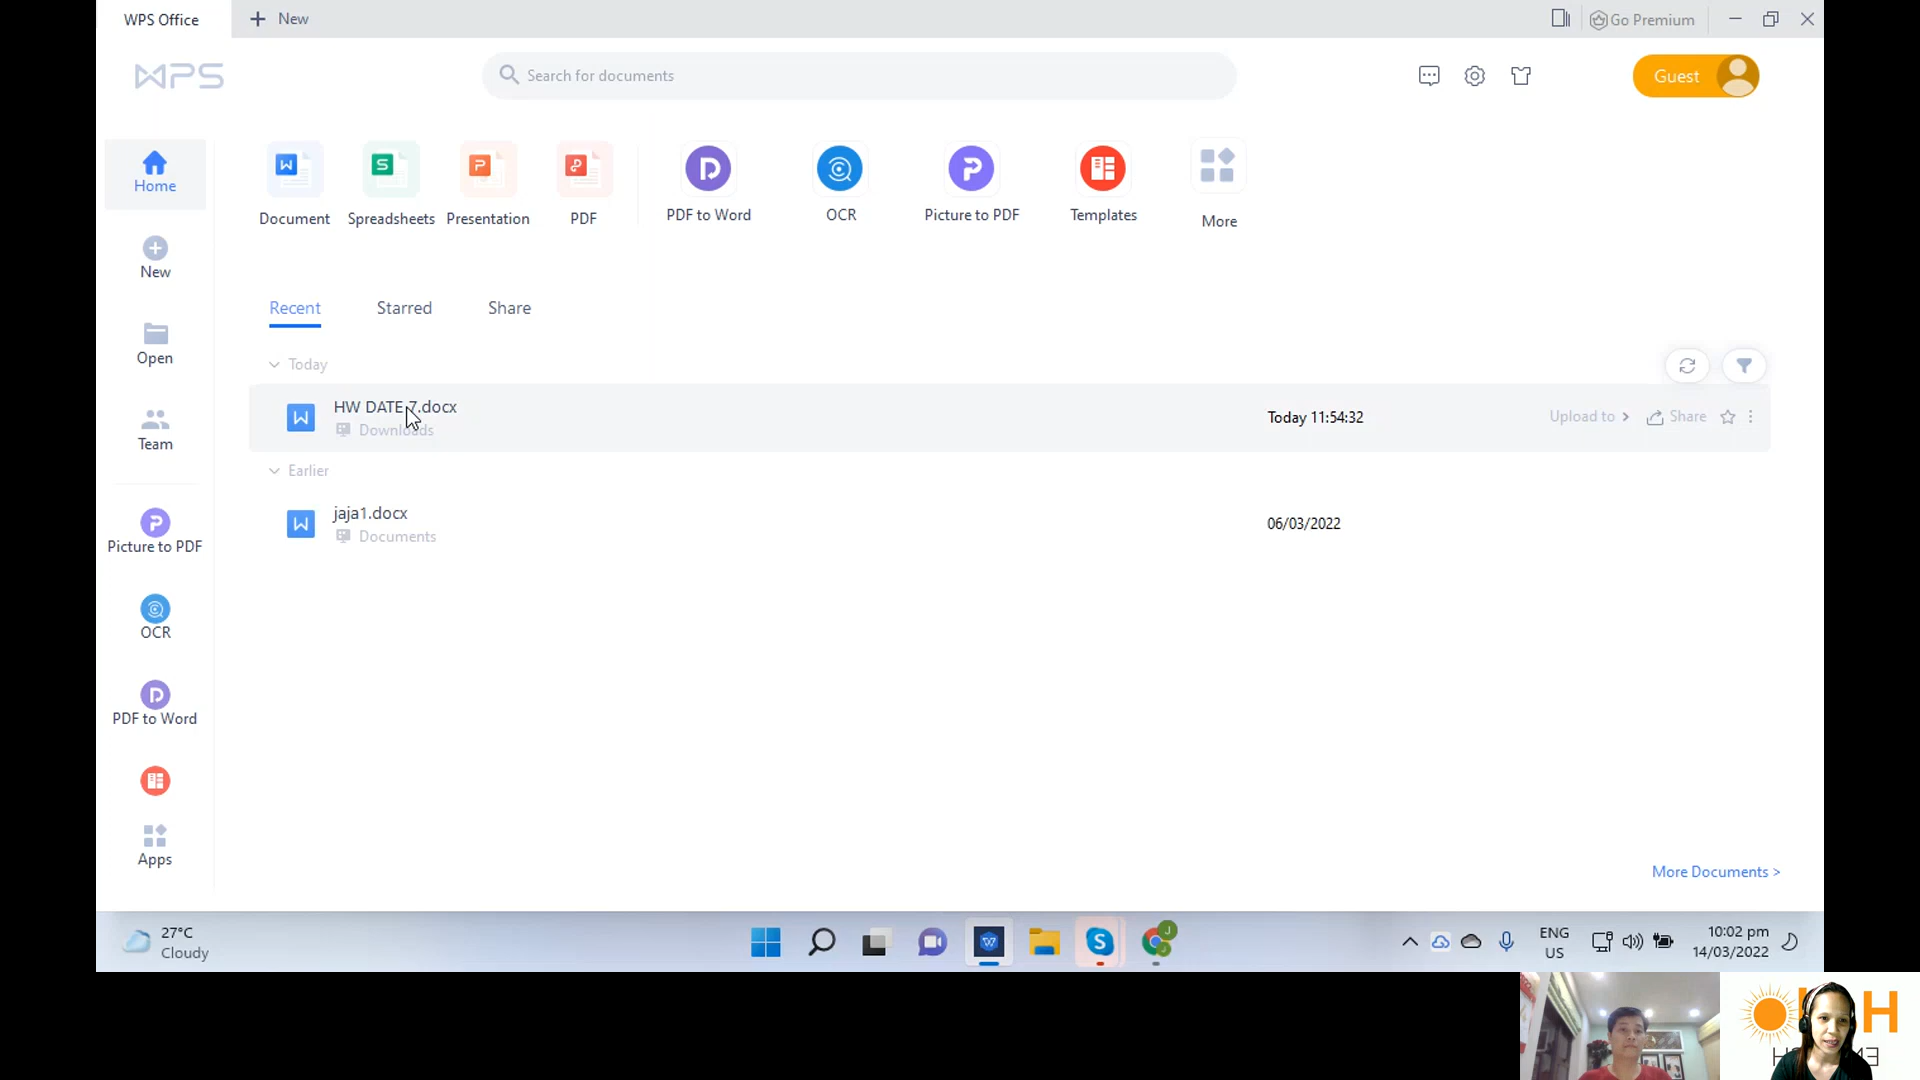 WPS Office
New
Go Premium
WPS
Search for documents
Guest
Home
New
Open
Team
Picture to PDF
OCR
PDF to Word
Apps
Document
Spreadsheets
Presentation
PDF
PDF to Word
OCR
Picture to PDF
Templates
More
Recent
Starred
Share
Today
HW DATE 7.docx
Downloads
Today 11:54:32
Upload to
Share
Earlier
jaja1.docx
Documents
06/03/2022
More Documents >
27°C
Cloudy
ENG
US
10:02 pm
14/03/2022